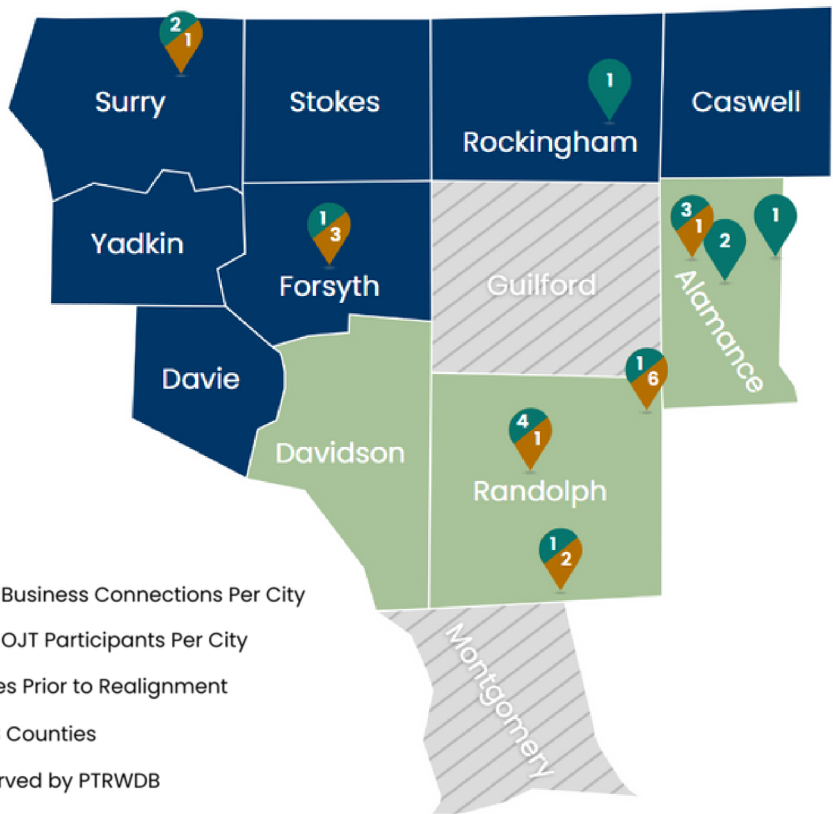 2
1
1
Surry
Stokes
Rockingham
Caswell
1
3
3
1
2
1
Yadkin
Forsyth
Guilford
Alamance
1
6
Davie
4
1
Davidson
Randolph
1
2
Business Connections Per City
OJT Participants Per City
es Prior to Realignment
Counties
rved by PTRWDB
Montgomery